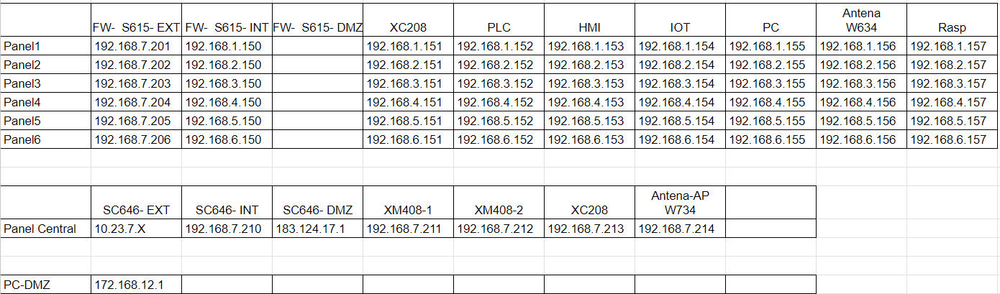 FW- S615- EXT FW- S615- INT FW- S615- DMZ XC208 PLC HMI IOT PC Antena W634 Rasp
Panel1 192.168.7.201 192.168.1.150 192.168.1.151 192.168.1.152 192.168.1.153 192.168.1.154 192.168.1.155 192.168.1.156 192.168.1.157
Panel2 192.168.7.202 192.168.2.150 192.168.2.151 192.168.2.152 192.168.2.153 192.168.2.154 192.168.2.155 192.168.2.156 192.168.2.157
Panel3 192.168.7.203 192.168.3.150 192.168.3.151 192.168.3.152 192.168.3.153 192.168.3.154 192.168.3.155 192.168.3.156 192.168.3.157
Panel4 192.168.7.204 192.168.4.150 192.168.4.151 192.168.4.152 192.168.4.153 192.168.4.154 192.168.4.155 192.168.4.156 192.168.4.157
Panel5 192.168.7.205 192.168.5.150 192.168.5.151 192.168.5.152 192.168.5.153 192.168.5.154 192.168.5.155 192.168.5.156 192.168.5.157
Panel6 192.168.7.206 192.168.6.150 192.168.6.151 192.168.6.152 192.168.6.153 192.168.6.154 192.168.6.155 192.168.6.156 192.168.6.157
SC646- EXT SC646- INT SC646- DMZ XM408-1 XM408-2 XC208 Antena-AP W734
Panel Central 10.23.7.X 192.168.7.210 183.124.17.1 192.168.7.211 192.168.7.212 192.168.7.213 192.168.7.214
PC-DMZ 172.168.12.1